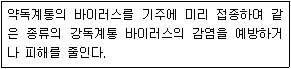 약독계통의 바이러스를 기주에 미리 접종하여 같
은 종류의 강독계통 바이러스의 감염을 예방하거
나 피해를 줄인다.